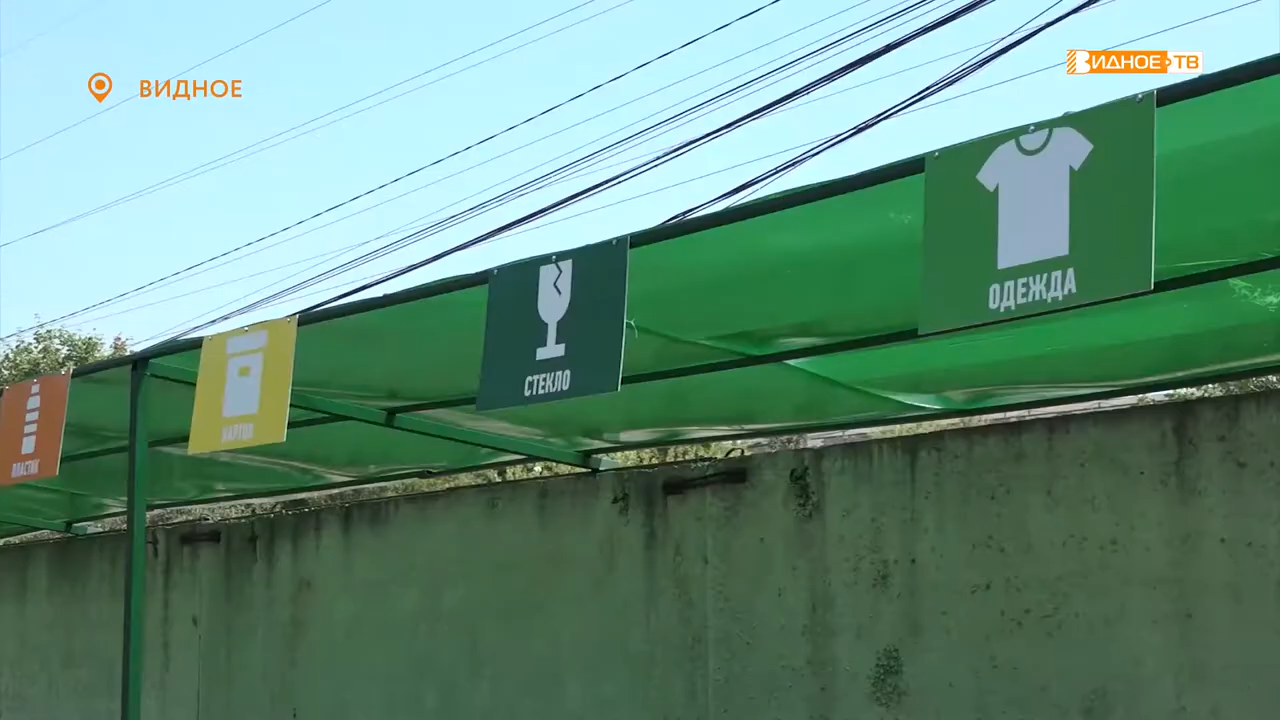 ВИДНОЕ
ВИДНОЕ ТВ
ОДЕЖДА
СТЕКЛО
КАРТОН
ПЛАСТИК